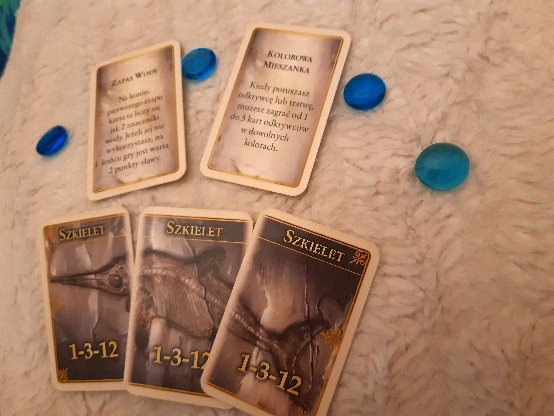 Zapas Wody
Na koniec
pierwszego etapu
karta ta liczy się
jak 2 znaczniki
wody. Jeżeli jej nie
wykorzystasz, na
końcu gry jest warta
2 punkty sławy.
Kolorowa
Mieszanka
Kiedy poruszasz
odkrywcę lub tratwę,
możesz zagrać od 1
do 5 kart odkrywców
w dowolnych
kolorach.
Szkielet
1-3-12
Szkielet
1-3-12
Szkielet
1-3-12